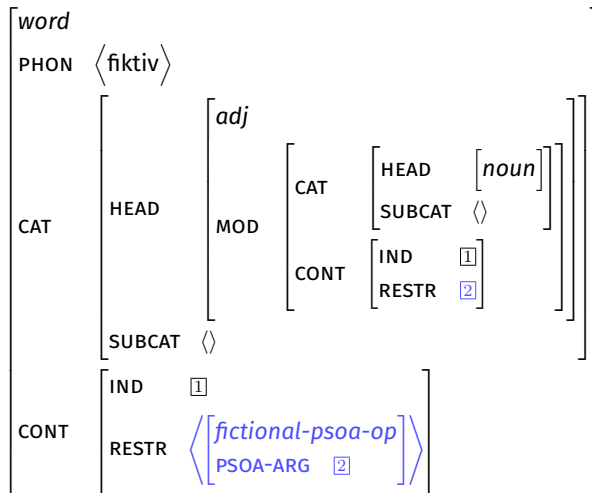 word
PHON ⟨fiktiv⟩
adj
CAT HEAD [noun]
SUBCAT ⟨⟩
CAT HEAD MOD
CONT IND 1
RESTR 2
SUBCAT ⟨⟩
IND 1
CONT RESTR ⟨[fictional-psoa-op
PSOA-ARG 2]⟩